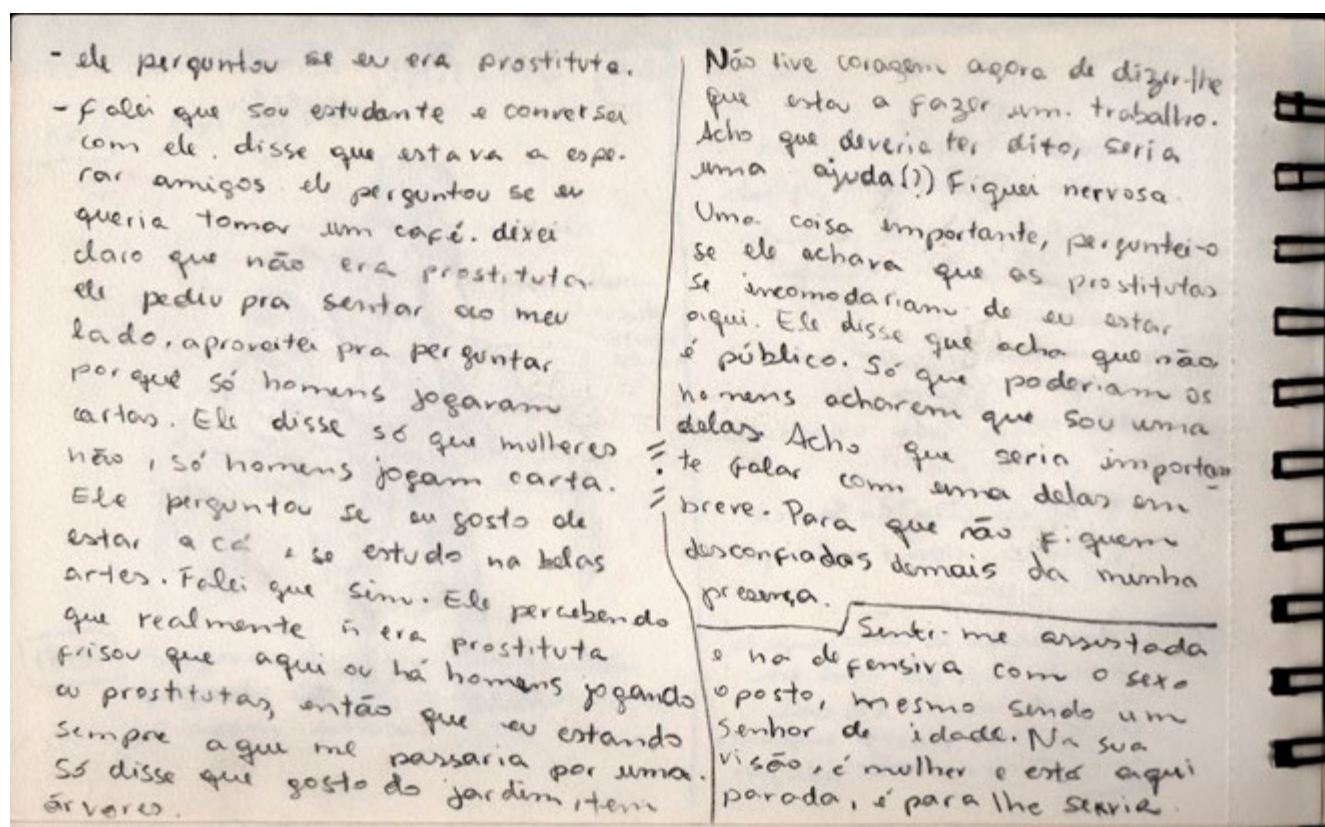 - ele perguntou se eu era prostituta.
- Falei que sou estudante e conversei
com ele. disse que estava a espe-
rar amigos ele perguntou se eu
queria tomar um café. dixei
claro que não era prostituta.
ele pediu pra sentar ao meu
lado, aproveitei pra perguntar
porquê só homens jogavam
cartas. Ele disse só que mulheres
não, só homens jogam carta.
Ele perguntou se eu gosto de
estar a cá e se estudo na belas
artes. Falei que sim. Ele percebendo
que realmente ñ era prostituta
frisou que aqui ou há homens jogando
ou prostitutas, então que eu estando
sempre aqui me passaria por uma.
Só disse que gosto do jardim, tem
árvores.
Não tive coragem agora de dizer-lhe
que estou a fazer um trabalho.
Acho que deveria ter dito, seria
uma ajuda(?) Fiquei nervosa.
Uma coisa importante, perguntei-o
se ele achava que as prostitutas
se incomodariam de eu estar
aqui. Ele disse que acha que não
é público. Só que poderiam os
homens acharem que sou uma
delas. Acho que seria importan-
te falar com uma delas em
breve. Para que não fiquem
desconfiadas demais da minha
presença.
Senti-me assustada
e na defensiva com o sexo
oposto, mesmo sendo um
senhor de idade. Na sua
visão, é mulher e está aqui
parada, é para lhe servir.